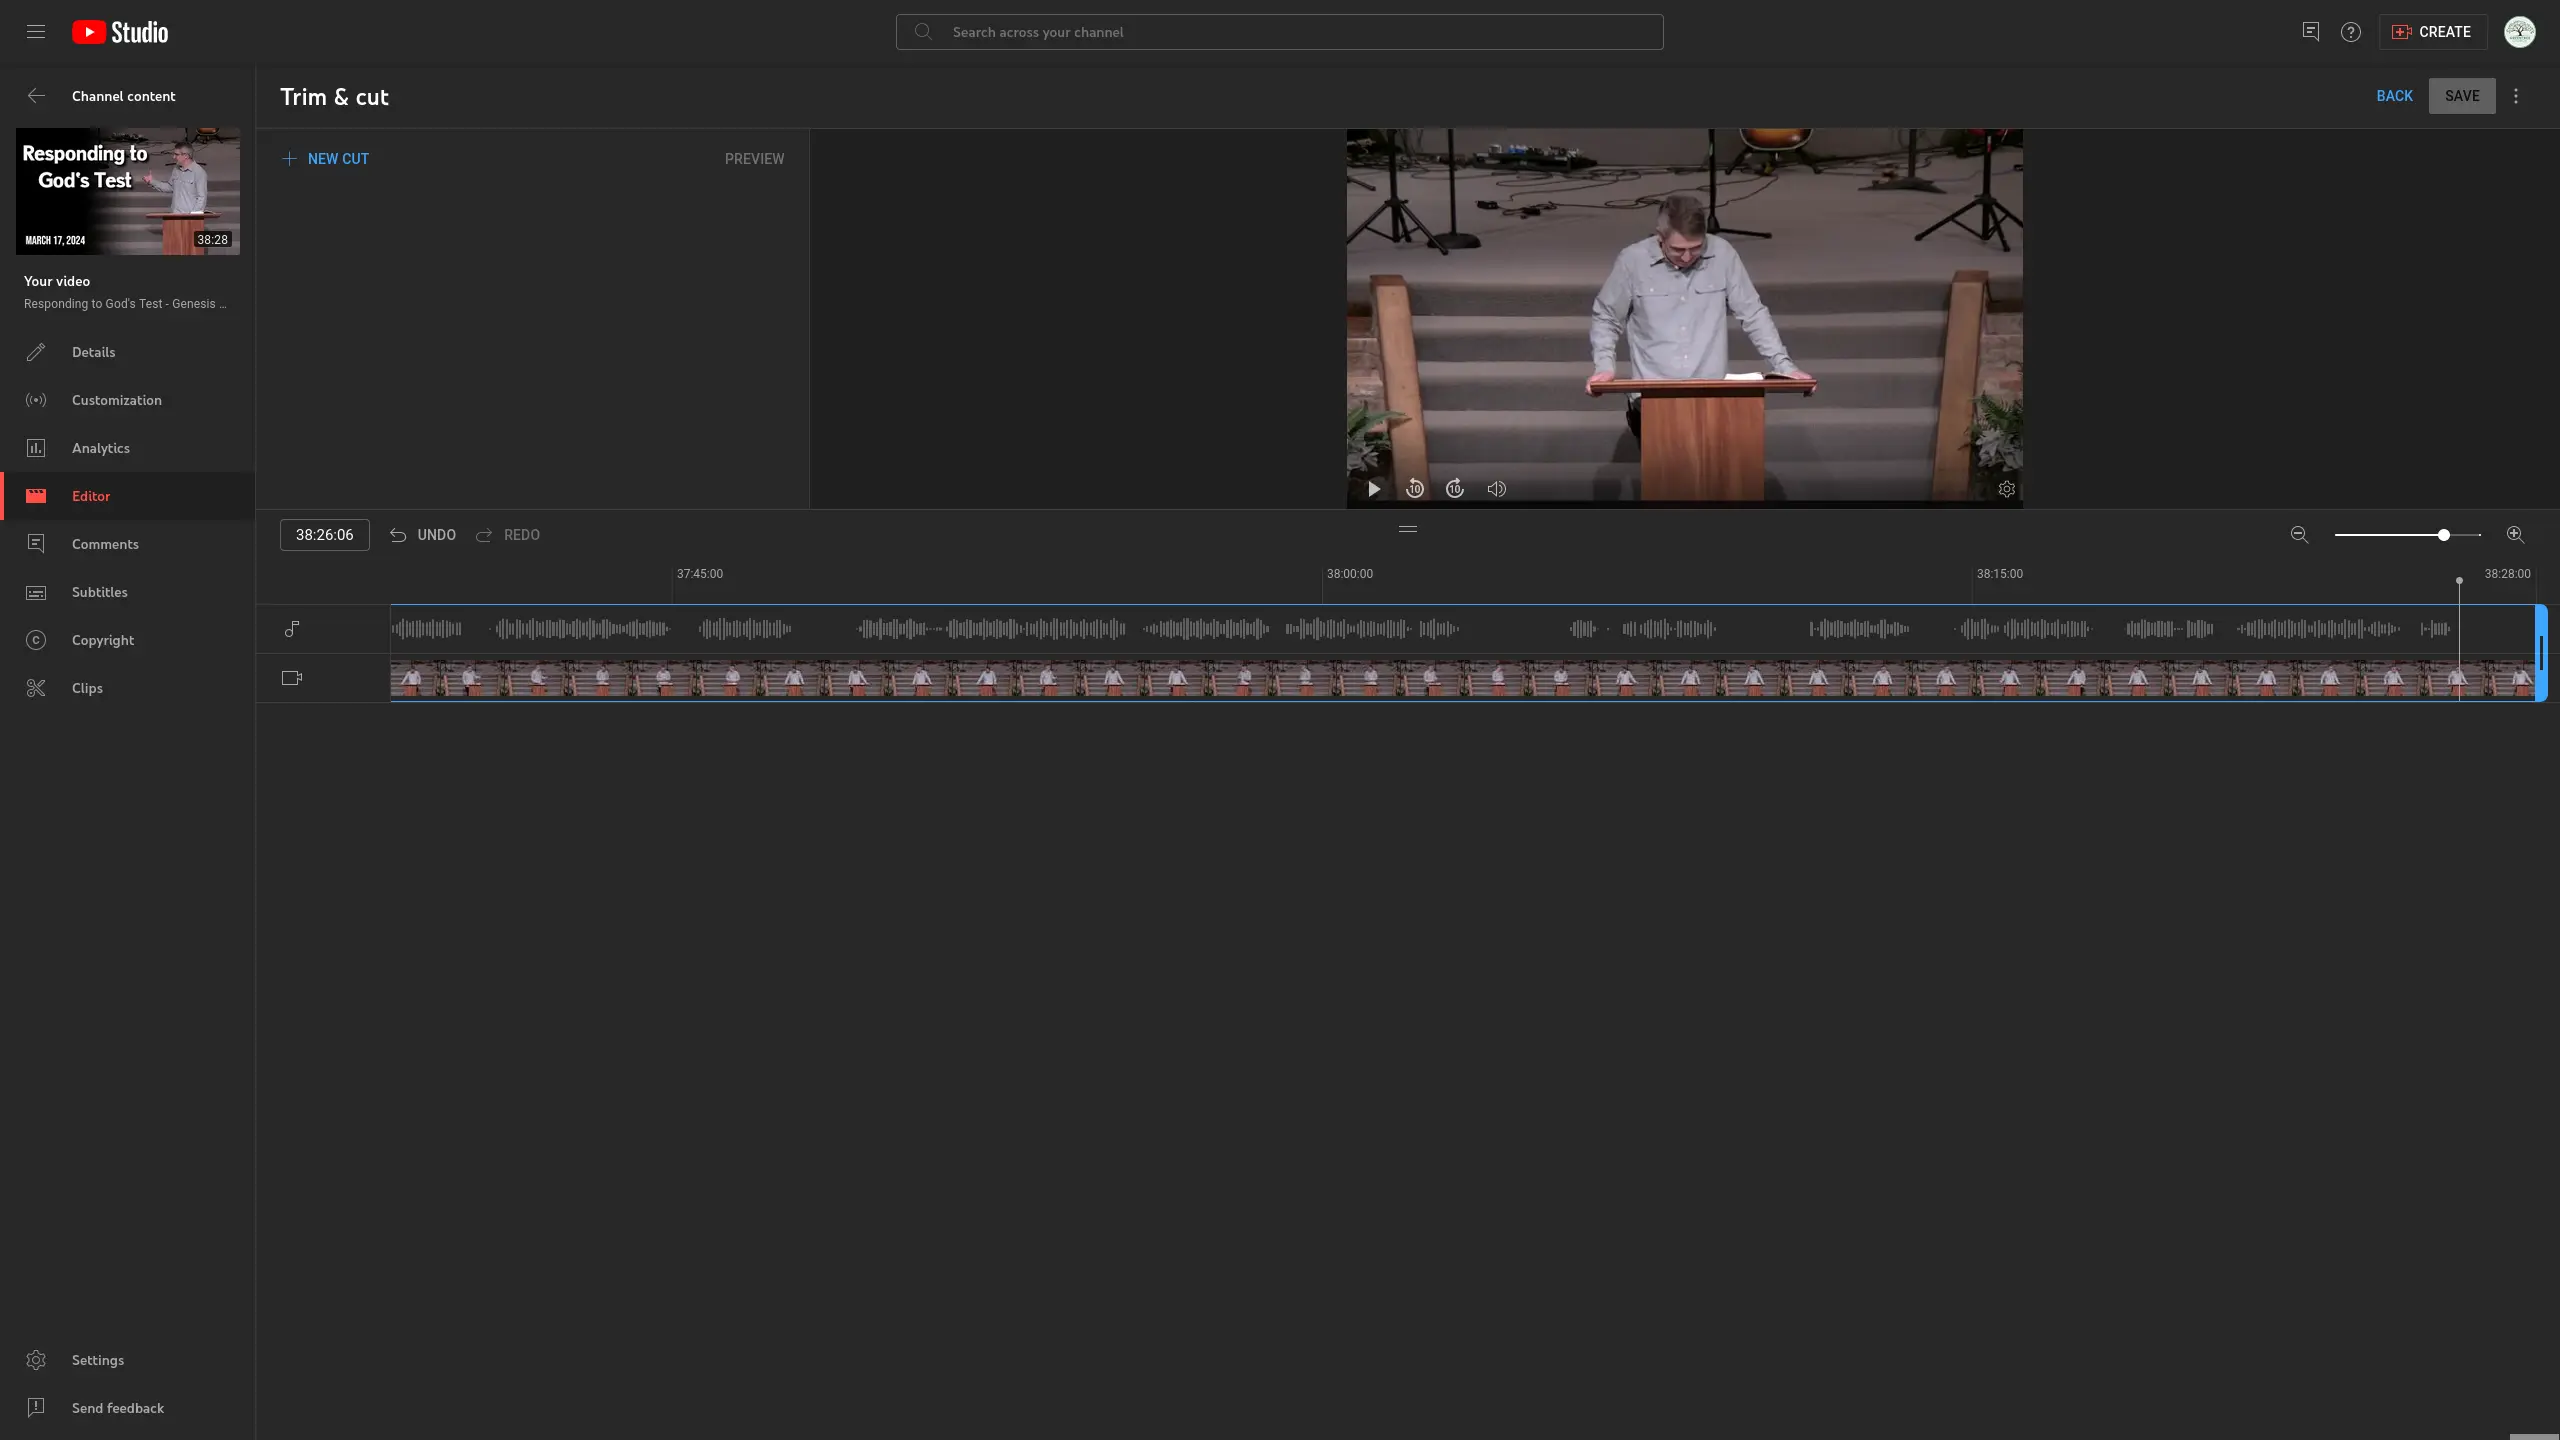 Studio
Search across your channel
CREATE
Channel content
Trim & cut
BACK
SAVE
Responding to
God's Test
MARCH 17, 2024
38:28
NEW CUT
PREVIEW
Your video
Responding to God's Test - Genesis ...
Details
Customization
Analytics
Editor
Comments
Subtitles
Copyright
Clips
10
10
38:26:06
UNDO
REDO
37:45:00
38:00:00
38:15:00
38:28:00
Settings
Send feedback